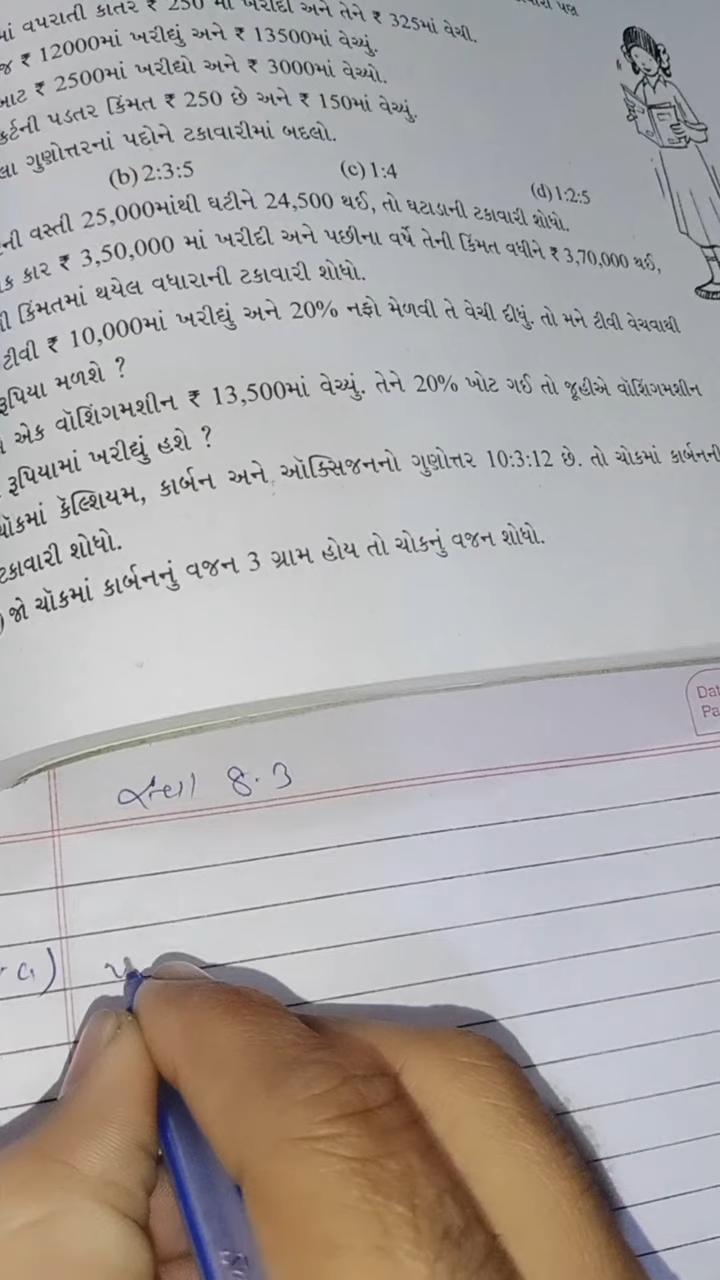 વપરાતી કાતર ₹ 250 માં ખરીદી અને તેને ₹ 325માં વેચી.
₹ 12000માં ખરીદ્યું અને ₹ 13500માં વેચ્યું.
₹ 2500માં ખરીદ્યો અને ₹ 3000માં વેચ્યો.
પડતર કિંમત ₹ 250 છે અને ₹ 150માં વેચ્યું.
ગુણોત્તરનાં પદોને ટકાવારીમાં બદલો.
(b) 2:3:5 (c) 1:4 (d) 1:2:5
વસ્તી 25,000માંથી ઘટીને 24,500 થઈ, તો ઘટાડાની ટકાવારી શોધો.
કાર ₹ 3,50,000 માં ખરીદી અને પછીના વર્ષે તેની કિંમત વધીને ₹ 3,70,000 થઈ,
કિંમતમાં થયેલ વધારાની ટકાવારી શોધો.
ટીવી ₹ 10,000માં ખરીદ્યું અને 20% નફો મેળવી તે વેચી દીધું. તો મને ટીવી વેચવાથી
રૂપિયા મળશે ?
એક વૉશિંગમશીન ₹ 13,500માં વેચ્યું. તેને 20% ખોટ ગઈ તો જૂહીએ વૉશિંગમશીન
રૂપિયામાં ખરીદ્યું હશે ?
ચૉકમાં કૅલ્શિયમ, કાર્બન અને ઑક્સિજનનો ગુણોત્તર 10:3:12 છે. તો ચોકમાં કાર્બનની
ટકાવારી શોધો.
) જો ચૉકમાં કાર્બનનું વજન 3 ગ્રામ હોય તો ચોકનું વજન શોધો.
Dat
Pa
8.3
a)